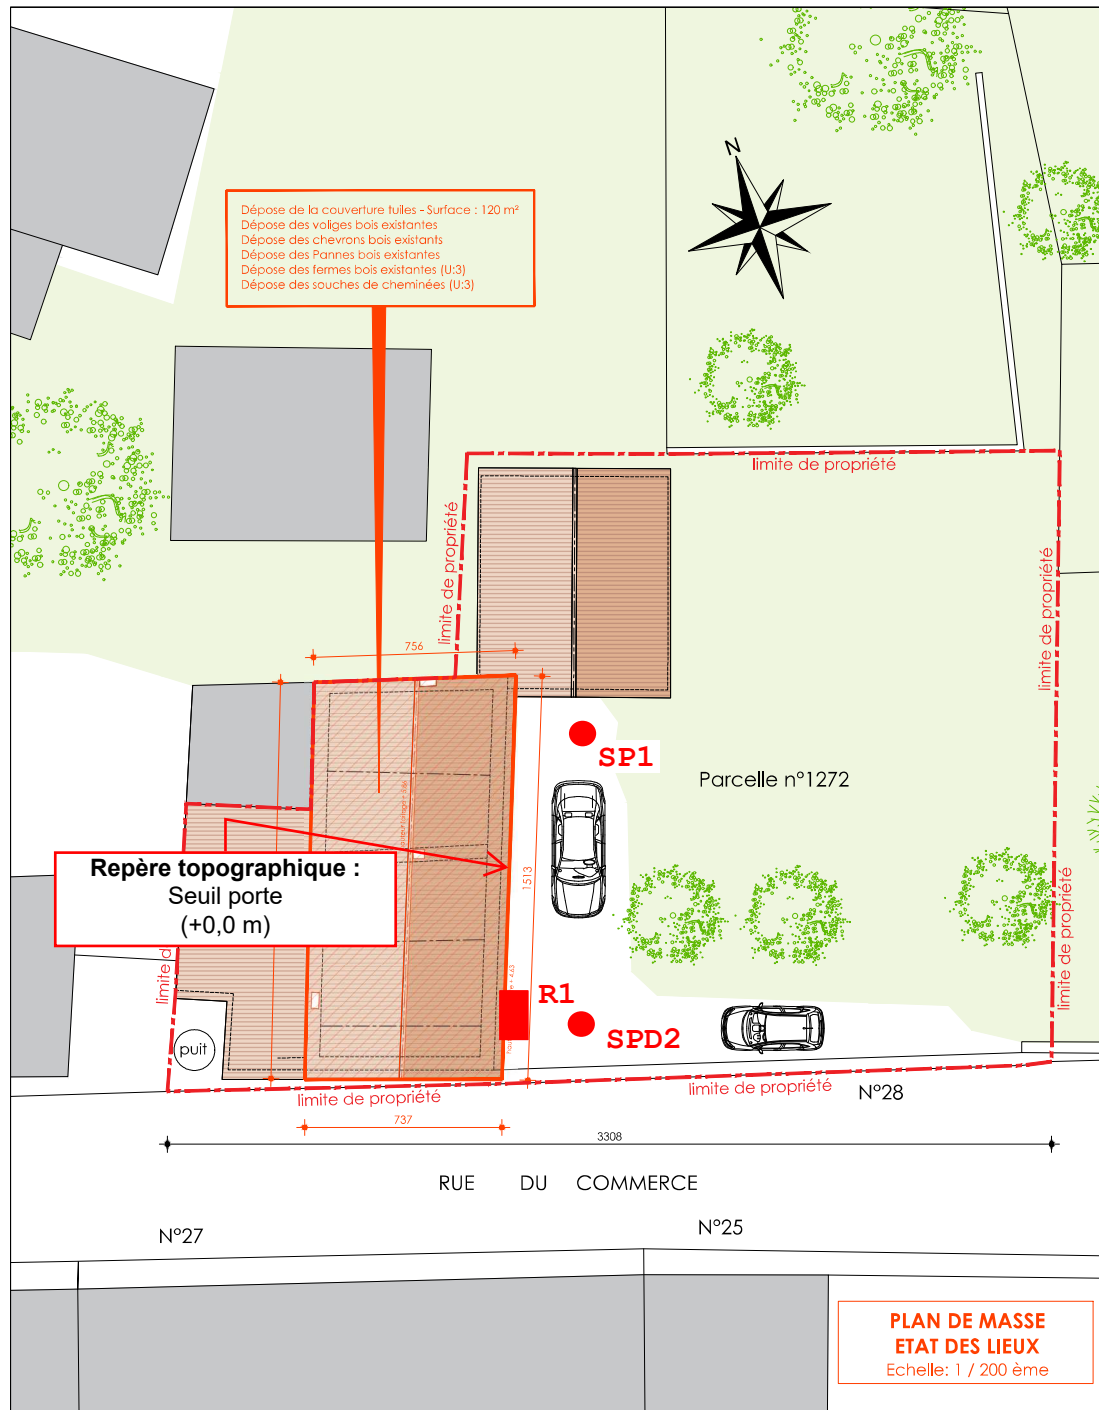 N
Dépose de la couverture tuiles - Surface : 120 m²
Dépose des voliges bois existantes
Dépose des chevrons bois existants
Dépose des Pannes bois existantes
Dépose des fermes bois existantes (U:3)
Dépose des souches de cheminées (U:3)
limite de propriété
limite de propriété
limite de propriété
756
SP1
Parcelle n°1272
Repère topographique :
Seuil porte
(+0,0 m)
1513
limite de propriété
limite d
R1
SPD2
puit
limite de propriété
limite de propriété
N°28
737
3308
RUE DU COMMERCE
N°27
N°25
PLAN DE MASSE
ETAT DES LIEUX
Echelle: 1 / 200 ème